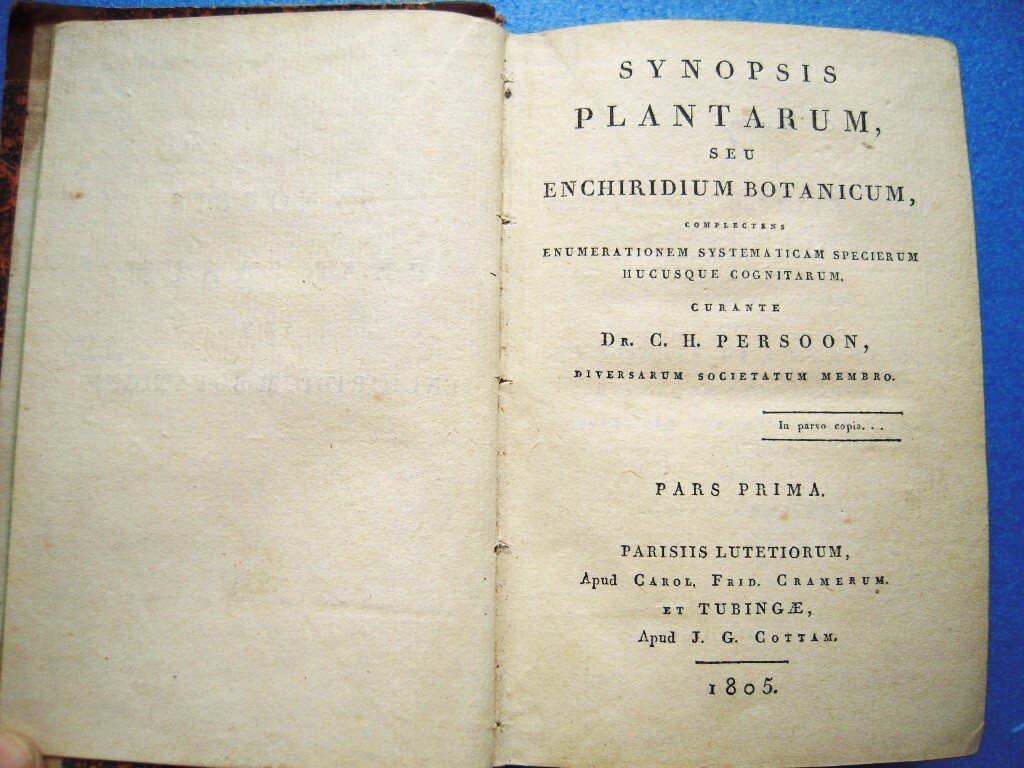 SYNOPSIS
PLANTARUM,
SEU
ENCHIRIDIUM BOTANICUM,
COMPLECTENS
ENUMERATIONEM SYSTEMATICAM SPECIERUM
HUCUSQUE COGNITARUM.
CURANTE
DR. C. H. PERSOON,
DIVERSARUM SOCIETATUM MEMBRO.
In parvo copia. . .
PARS PRIMA.
PARISIIS LUTETIORUM,
Apud CAROL. FRID. CRAMERUM.
ET TUBINGÆ,
Apud J. G. COTTAM.
1805.